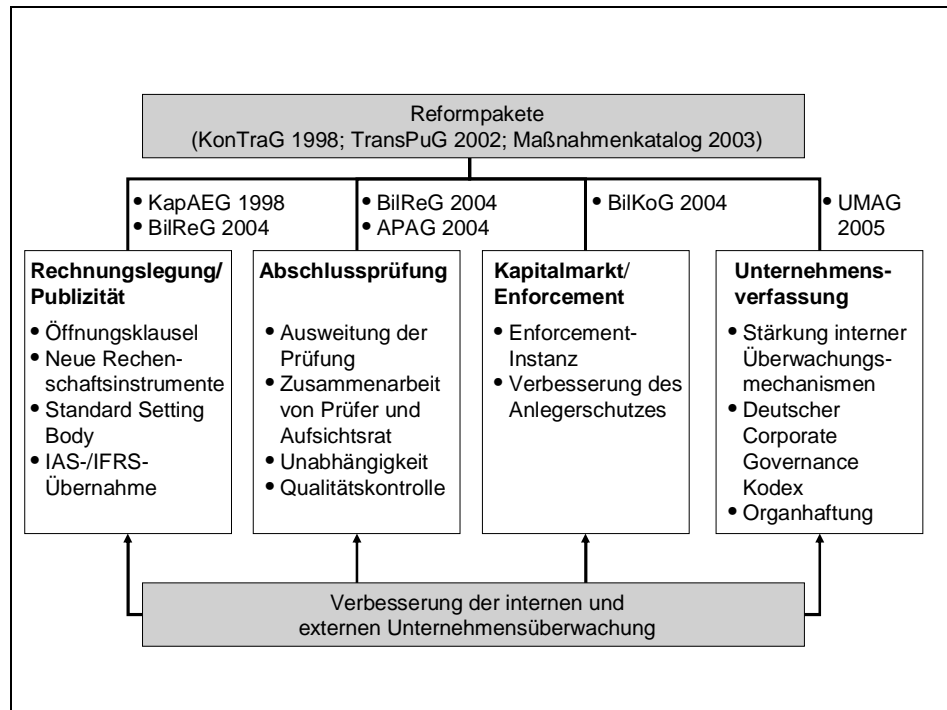 Reformpakete
(KonTraG 1998; TransPuG 2002; Maßnahmenkatalog 2003)
• KapAEG 1998
• BilReG 2004
• BilReG 2004
• APAG 2004
• BilKoG 2004
• UMAG
2005
Rechnungslegung/
Publizität
• Öffnungsklausel
• Neue Rechen-
schaftsinstrumente
• Standard Setting
Body
• IAS-/IFRS-
Übernahme
Abschlussprüfung
• Ausweitung der
Prüfung
• Zusammenarbeit
von Prüfer und
Aufsichtsrat
• Unabhängigkeit
• Qualitätskontrolle
Kapitalmarkt/
Enforcement
• Enforcement-
Instanz
• Verbesserung des
Anlegerschutzes
Unternehmens-
verfassung
• Stärkung interner
Überwachungs-
mechanismen
• Deutscher
Corporate
Governance
Kodex
• Organhaftung
Verbesserung der internen und
externen Unternehmensüberwachung